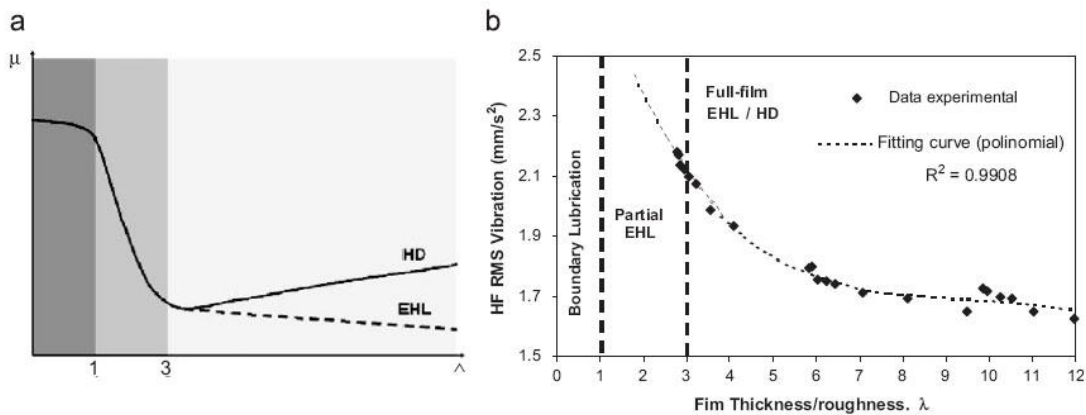 a
μ
HD
EHL
1
3
Λ
b
HF RMS Vibration (mm/s²)
2.5
2.3
2.1
1.9
1.7
1.5
Boundary Lubrication
Partial
EHL
Full-film
EHL / HD
Data experimental
Fitting curve (polinomial)
R² = 0.9908
0 1 2 3 4 5 6 7 8 9 10 11 12
Fim Thickness/roughness. λ